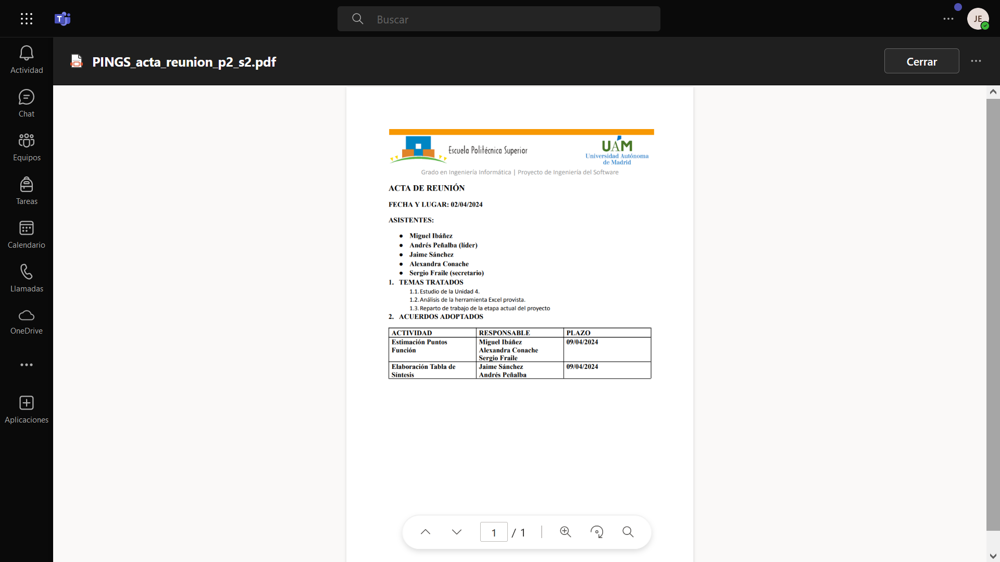 Buscar
JE
PINGS_acta_reunion_p2_s2.pdf
Cerrar
Actividad
Chat
Equipos
Tareas
Calendario
Llamadas
OneDrive
Aplicaciones
Escuela Politécnica Superior
UAM
Universidad Autónoma
de Madrid
Grado en Ingeniería Informática | Proyecto de Ingeniería del Software
ACTA DE REUNIÓN
FECHA Y LUGAR: 02/04/2024
ASISTENTES:
● Miguel Ibáñez
● Andrés Peñalba (líder)
● Jaime Sánchez
● Alexandra Conache
● Sergio Fraile (secretario)
1. TEMAS TRATADOS
1.1. Estudio de la Unidad 4.
1.2. Análisis de la herramienta Excel provista.
1.3. Reparto de trabajo de la etapa actual del proyecto
2. ACUERDOS ADOPTADOS
ACTIVIDAD RESPONSABLE PLAZO
Estimación Puntos Miguel Ibáñez 09/04/2024
Función Alexandra Conache
Sergio Fraile
Elaboración Tabla de Jaime Sánchez 09/04/2024
Síntesis Andrés Peñalba
1 / 1